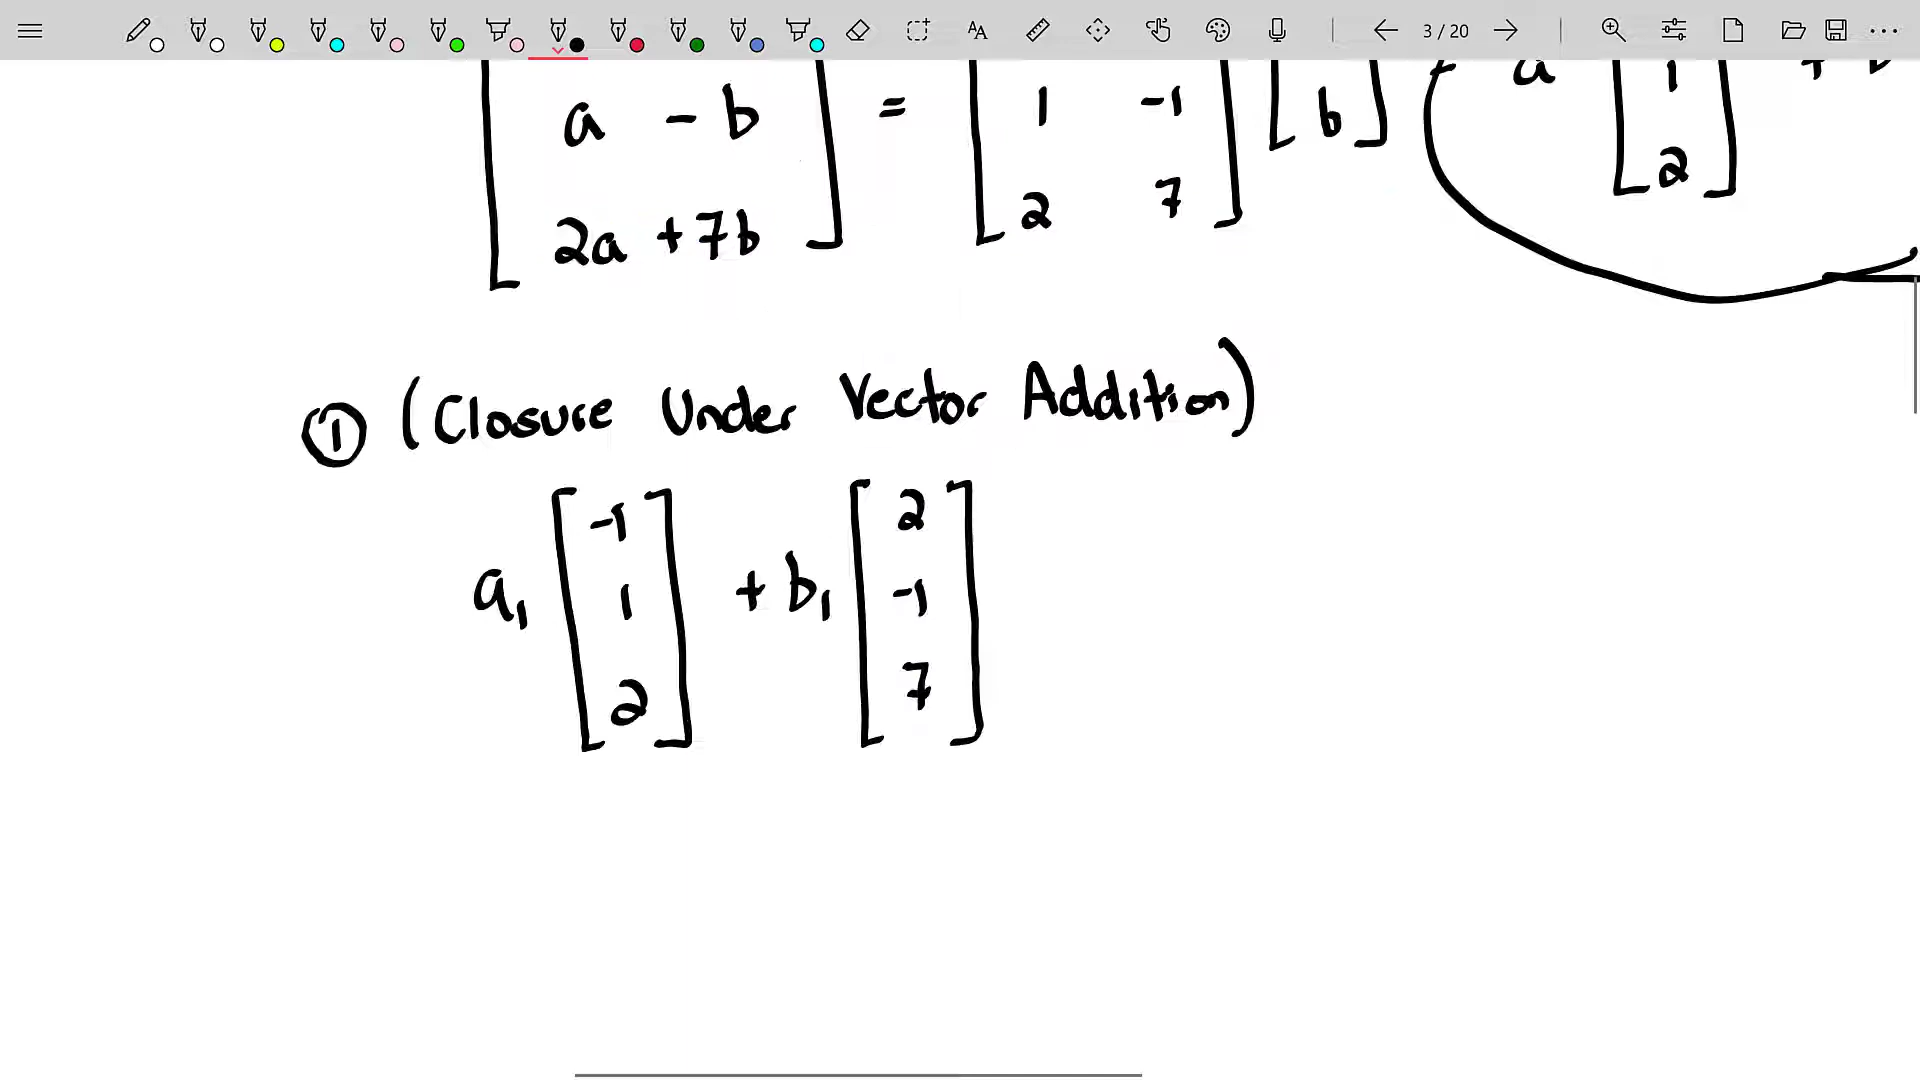 3 / 20
a
1
+
a - b = 1 -1 b
2
2a + 7b 2 7
① (Closure Under Vector Addition)
a₁ [-1 1 2] + b₁ [2 -1 7]